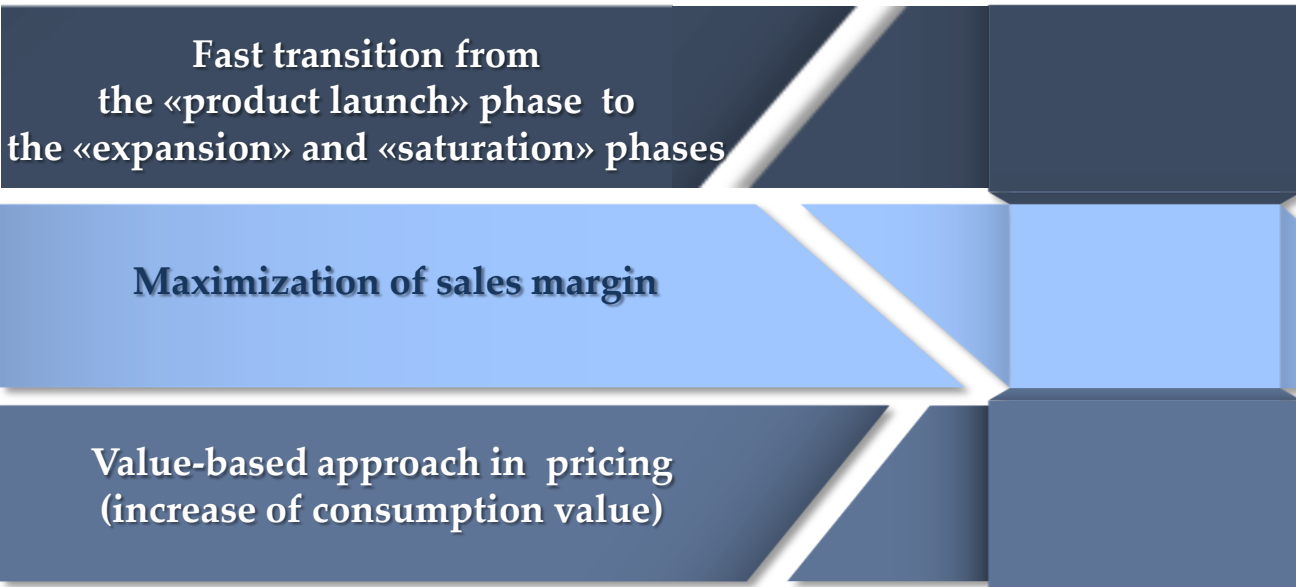 Fast transition from
the «product launch» phase to
the «expansion» and «saturation» phases
Maximization of sales margin
Value-based approach in pricing
(increase of consumption value)